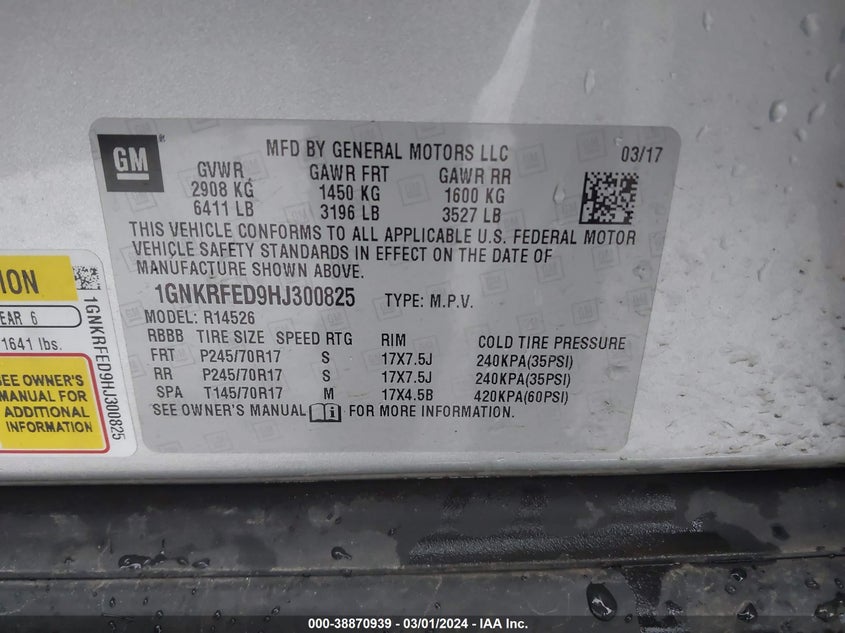 GM
MFD BY GENERAL MOTORS LLC
03/17
GVWR GAWR FRT GAWR RR
2908 KG 1450 KG 1600 KG
6411 LB 3196 LB 3527 LB
THIS VEHICLE CONFORMS TO ALL APPLICABLE U.S. FEDERAL MOTOR
VEHICLE SAFETY STANDARDS IN EFFECT ON THE DATE OF
MANUFACTURE SHOWN ABOVE.
1GNKRFED9HJ300825 TYPE: M.P.V.
MODEL: R14526
RBBB TIRE SIZE SPEED RTG RIM COLD TIRE PRESSURE
FRT P245/70R17 S 17X7.5J 240KPA(35PSI)
RR P245/70R17 S 17X7.5J 240KPA(35PSI)
SPA T145/70R17 M 17X4.5B 420KPA(60PSI)
SEE OWNER'S MANUAL FOR MORE INFORMATION.
EAR 6
1641 lbs.
SEE OWNER'S
MANUAL FOR
ADDITIONAL
INFORMATION
1GNKRFED9HJ300825
000-38870939 / 03/01/2024 - IAA Inc.